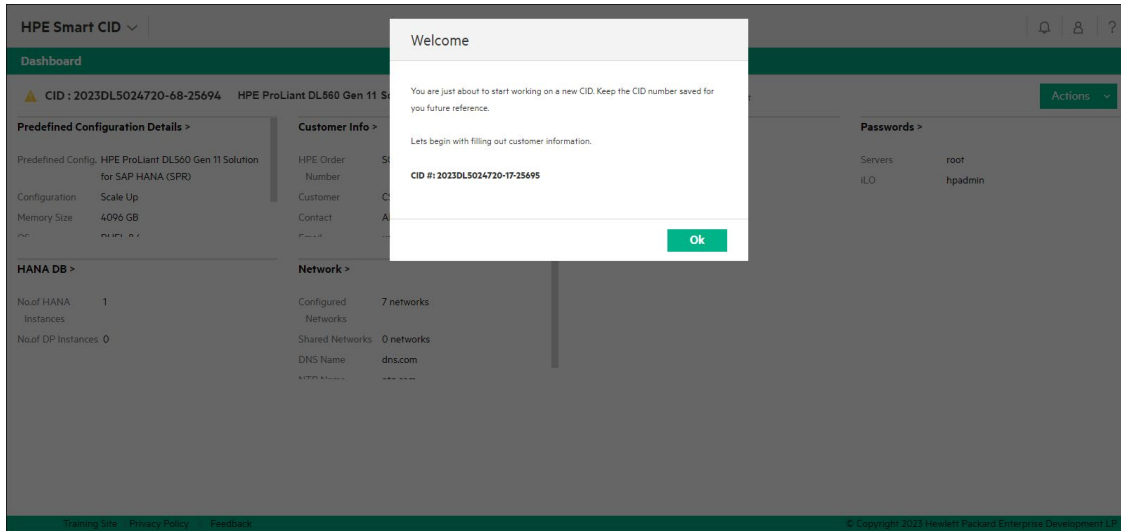 HPE Smart CID
Dashboard
CID : 2023DL5024720-68-25694 HPE ProLiant DL560 Gen 11
Actions
Welcome
You are just about to start working on a new CID. Keep the CID number saved for
you future reference.
Lets begin with filling out customer information.
CID #: 2023DL5024720-17-25695
Ok
Predefined Configuration Details >
Predefined Config. HPE ProLiant DL560 Gen 11 Solution
for SAP HANA (SPR)
Configuration Scale Up
Memory Size 4096 GB
Customer Info >
HPE Order
Number
Customer
Contact
Passwords >
Servers root
iLO hpadmin
HANA DB >
No.of HANA 1
Instances
No.of DP Instances 0
Network >
Configured 7 networks
Networks
Shared Networks 0 networks
DNS Name dns.com
Training Site Privacy Policy Feedback
© Copyright 2023 Hewlett Packard Enterprise Development LP